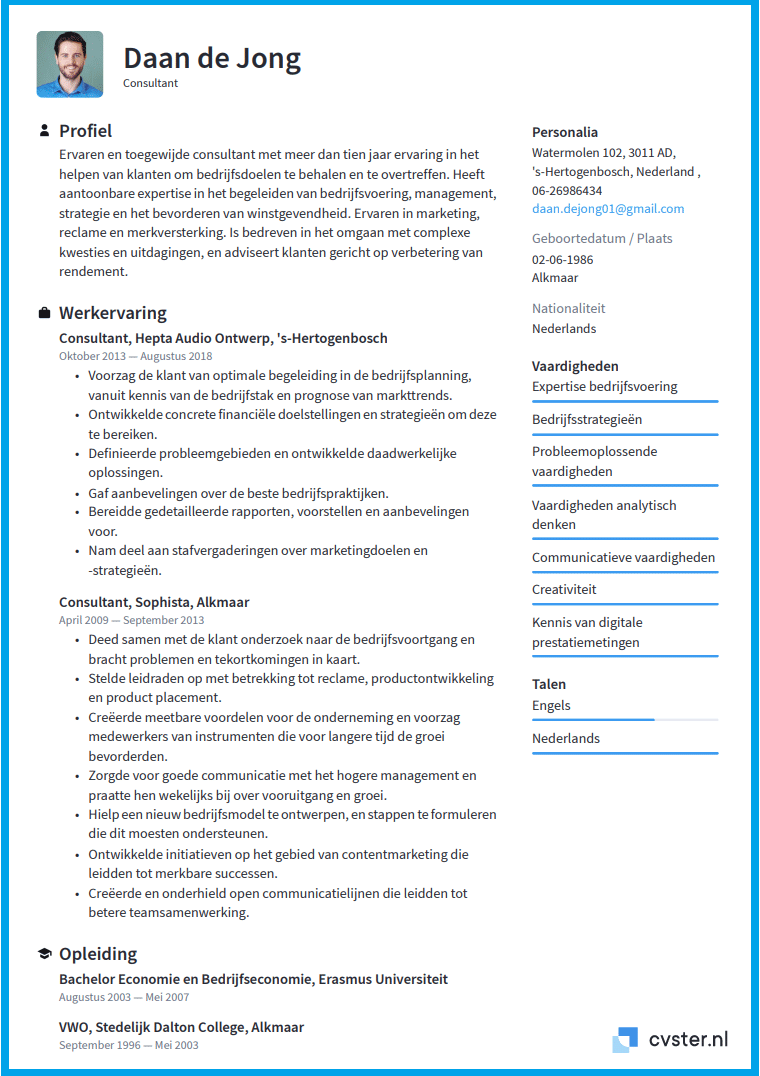 Daan de Jong
Consultant
Profiel
Ervaren en toegewijde consultant met meer dan tien jaar ervaring in het
helpen van klanten om bedrijfsdoelen te behalen en te overtreffen. Heeft
aantoonbare expertise in het begeleiden van bedrijfsvoering, management,
strategie en het bevorderen van winstgevendheid. Ervaren in marketing,
reclame en merkversterking. Is bedreven in het omgaan met complexe
kwesties en uitdagingen, en adviseert klanten gericht op verbetering van
rendement.
Werkervaring
Consultant, Hepta Audio Ontwerp, 's-Hertogenbosch
Oktober 2013 — Augustus 2018
• Voorzag de klant van optimale begeleiding in de bedrijfsplanning,
vanuit kennis van de bedrijfstak en prognose van markttrends.
• Ontwikkelde concrete financiële doelstellingen en strategieën om deze
te bereiken.
• Definieerde probleemgebieden en ontwikkelde daadwerkelijke
oplossingen.
• Gaf aanbevelingen over de beste bedrijfspraktijken.
• Bereidde gedetailleerde rapporten, voorstellen en aanbevelingen
voor.
• Nam deel aan stafvergaderingen over marketingdoelen en
-strategieën.
Consultant, Sophista, Alkmaar
April 2009 — September 2013
• Deed samen met de klant onderzoek naar de bedrijfsvoortgang en
bracht problemen en tekortkomingen in kaart.
• Stelde leidraden op met betrekking tot reclame, productontwikkeling
en product placement.
• Creëerde meetbare voordelen voor de onderneming en voorzag
medewerkers van instrumenten die voor langere tijd de groei
bevorderden.
• Zorgde voor goede communicatie met het hogere management en
praatte hen wekelijks bij over vooruitgang en groei.
• Hielp een nieuw bedrijfsmodel te ontwerpen, en stappen te formuleren
die dit moesten ondersteunen.
• Ontwikkelde initiatieven op het gebied van contentmarketing die
leidden tot merkbare successen.
• Creëerde en onderhield open communicatielijnen die leidden tot
betere teamsamenwerking.
Opleiding
Bachelor Economie en Bedrijfseconomie, Erasmus Universiteit
Augustus 2003 — Mei 2007
VWO, Stedelijk Dalton College, Alkmaar
September 1996 — Mei 2003
Personalia
Watermolen 102, 3011 AD,
's-Hertogenbosch, Nederland ,
06-26986434
daan.dejong01@gmail.com
Geboortedatum / Plaats
02-06-1986
Alkmaar
Nationaliteit
Nederlands
Vaardigheden
Expertise bedrijfsvoering
Bedrijfsstrategieën
Probleemoplossende
vaardigheden
Vaardigheden analytisch
denken
Communicatieve vaardigheden
Creativiteit
Kennis van digitale
prestatiemetingen
Talen
Engels
Nederlands
cvster.nl